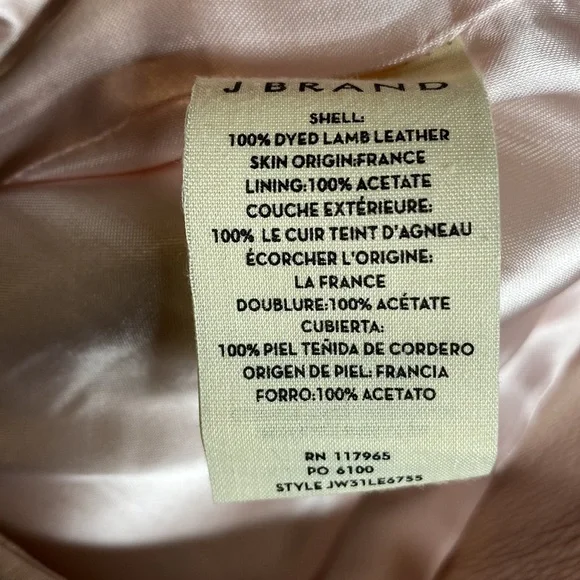 J BRAND
SHELL:
100% DYED LAMB LEATHER
SKIN ORIGIN:FRANCE
LINING:100% ACETATE
COUCHE EXTÉRIEURE:
100% LE CUIR TEINT D'AGNEAU
ÉCORCHER L'ORIGINE:
LA FRANCE
DOUBLURE:100% ACÉTATE
CUBIERTA:
100% PIEL TEÑIDA DE CORDERO
ORIGEN DE PIEL: FRANCIA
FORRO:100% ACETATO
RN 117965
PO 6100
STYLE JW31LE6755